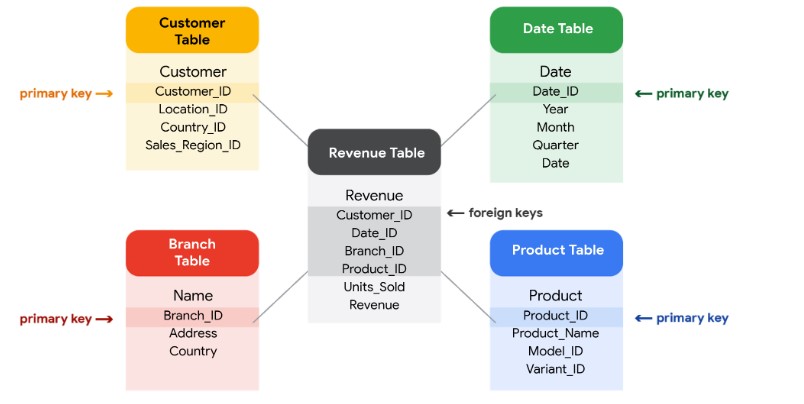 Customer
Table
Customer
Customer_ID
Location_ID
Country_ID
Sales_Region_ID
primary key →
Date Table
Date
Date_ID
Year
Month
Quarter
Date
← primary key
Revenue Table
Revenue
Customer_ID
Date_ID
Branch_ID
Product_ID
Units_Sold
Revenue
← foreign keys
Branch
Table
Name
Branch_ID
Address
Country
primary key →
Product Table
Product
Product_ID
Product_Name
Model_ID
Variant_ID
← primary key